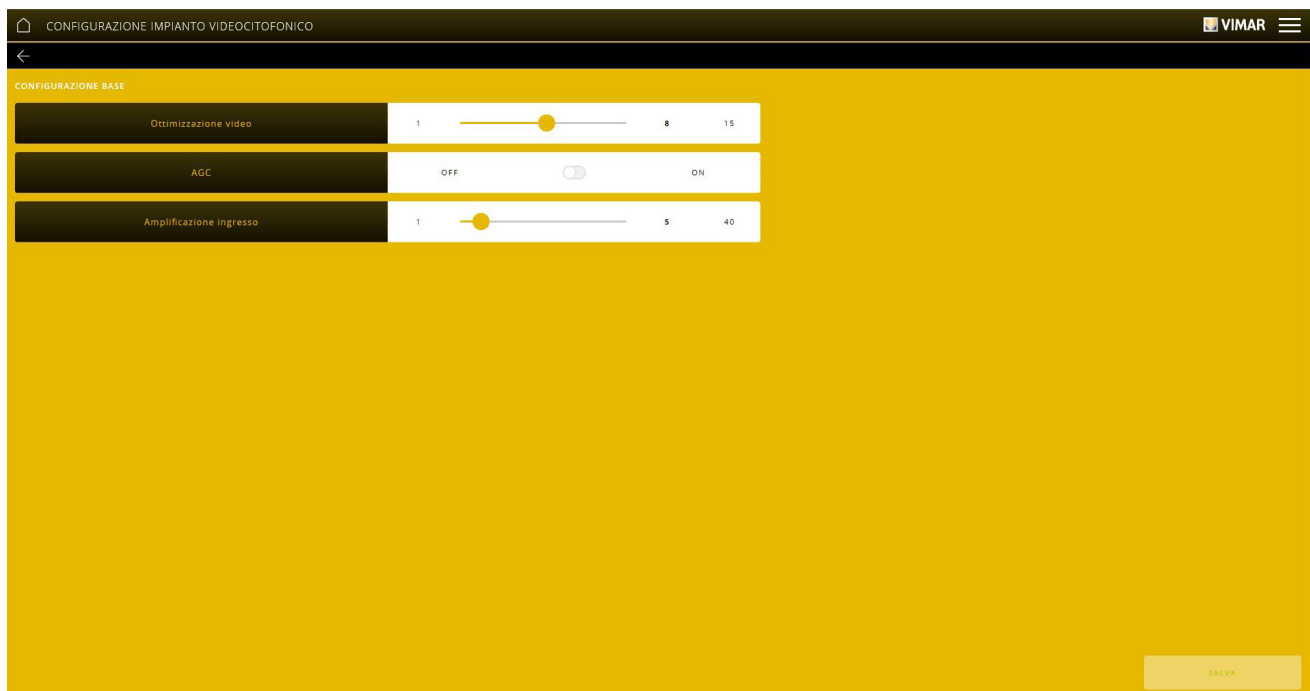 CONFIGURAZIONE IMPIANTO VIDEOCITOFONICO
VIMAR
CONFIGURAZIONE BASE
Ottimizzazione video 1 8 15
AGC OFF ON
Amplificazione ingresso 1 5 40
SALVA